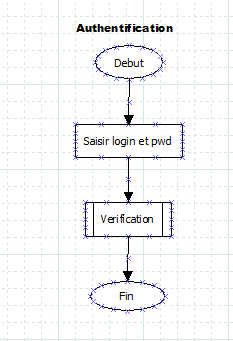 Authentification
Debut
Saisir login et pwd
Verification
Fin